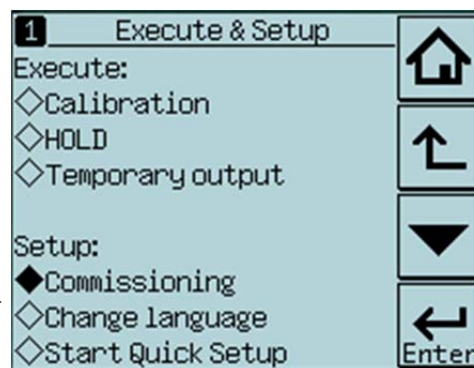 1 Execute & Setup
Execute:
◇Calibration
◇HOLD
◇Temporary output
Setup:
◆Commissioning
◇Change language
◇Start Quick Setup
Enter